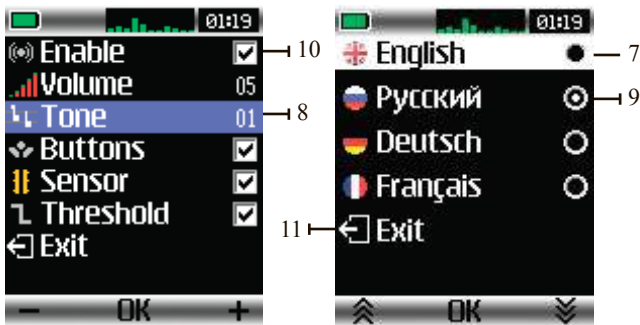 01:19
Enable 10
Volume 05
Tone 01 8
Buttons
Sensor
Threshold
Exit
− OK +
01:19
English 7
Русский 9
Deutsch
Français
11 Exit
OK